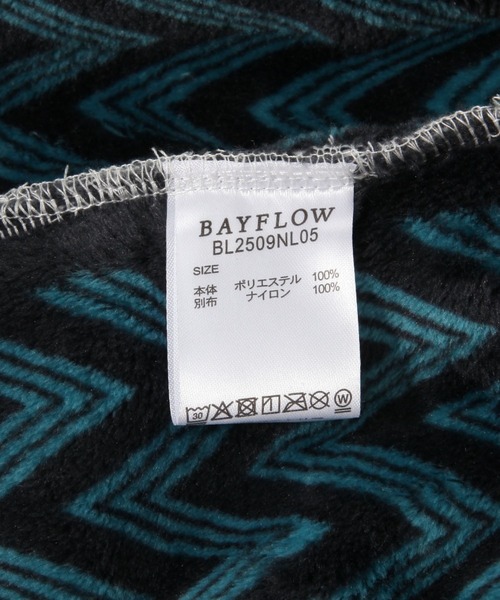 BAYFLOW
BL2509NL05
SIZE
本体 ポリエステル 100%
別布 ナイロン 100%
30
W